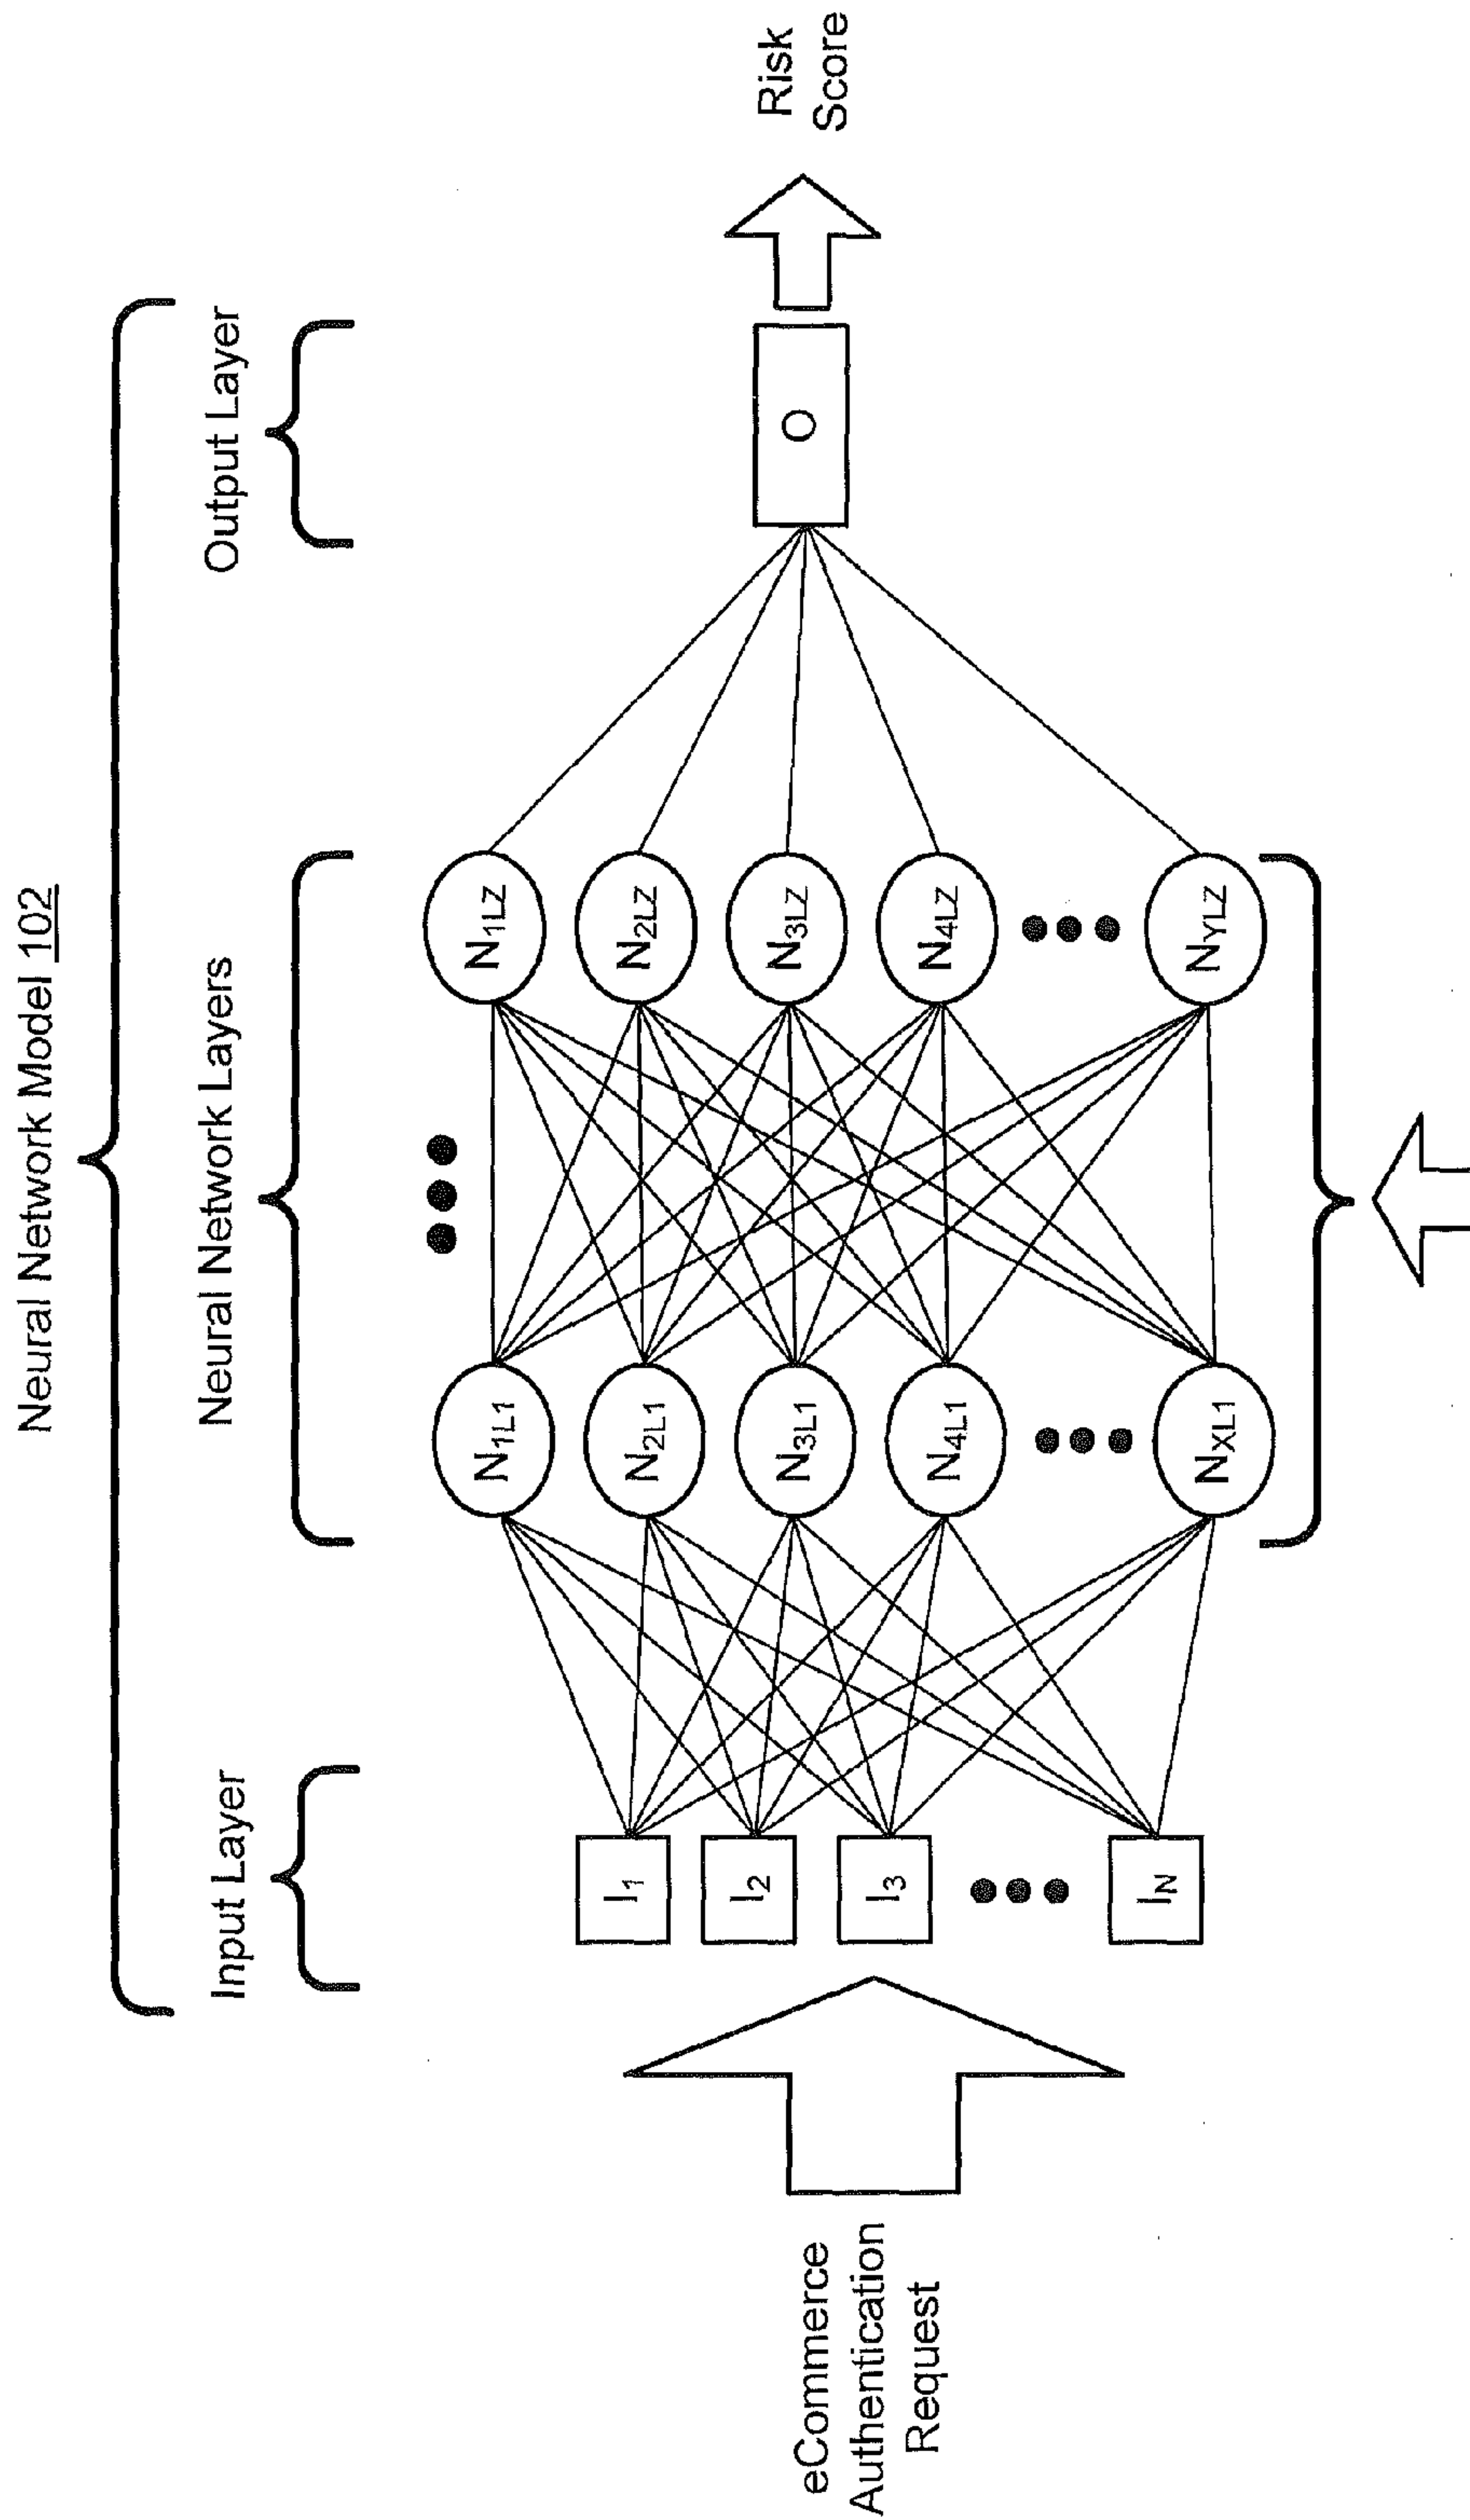 Neural Network Model 102
Input Layer
Neural Network Layers
Output Layer
eCommerce
Authentication
Request
I1
I2
I3
IN
N1L1
N2L1
N3L1
N4L1
NXL1
N1LZ
N2LZ
N3LZ
N4LZ
NYLZ
O
Risk
Score